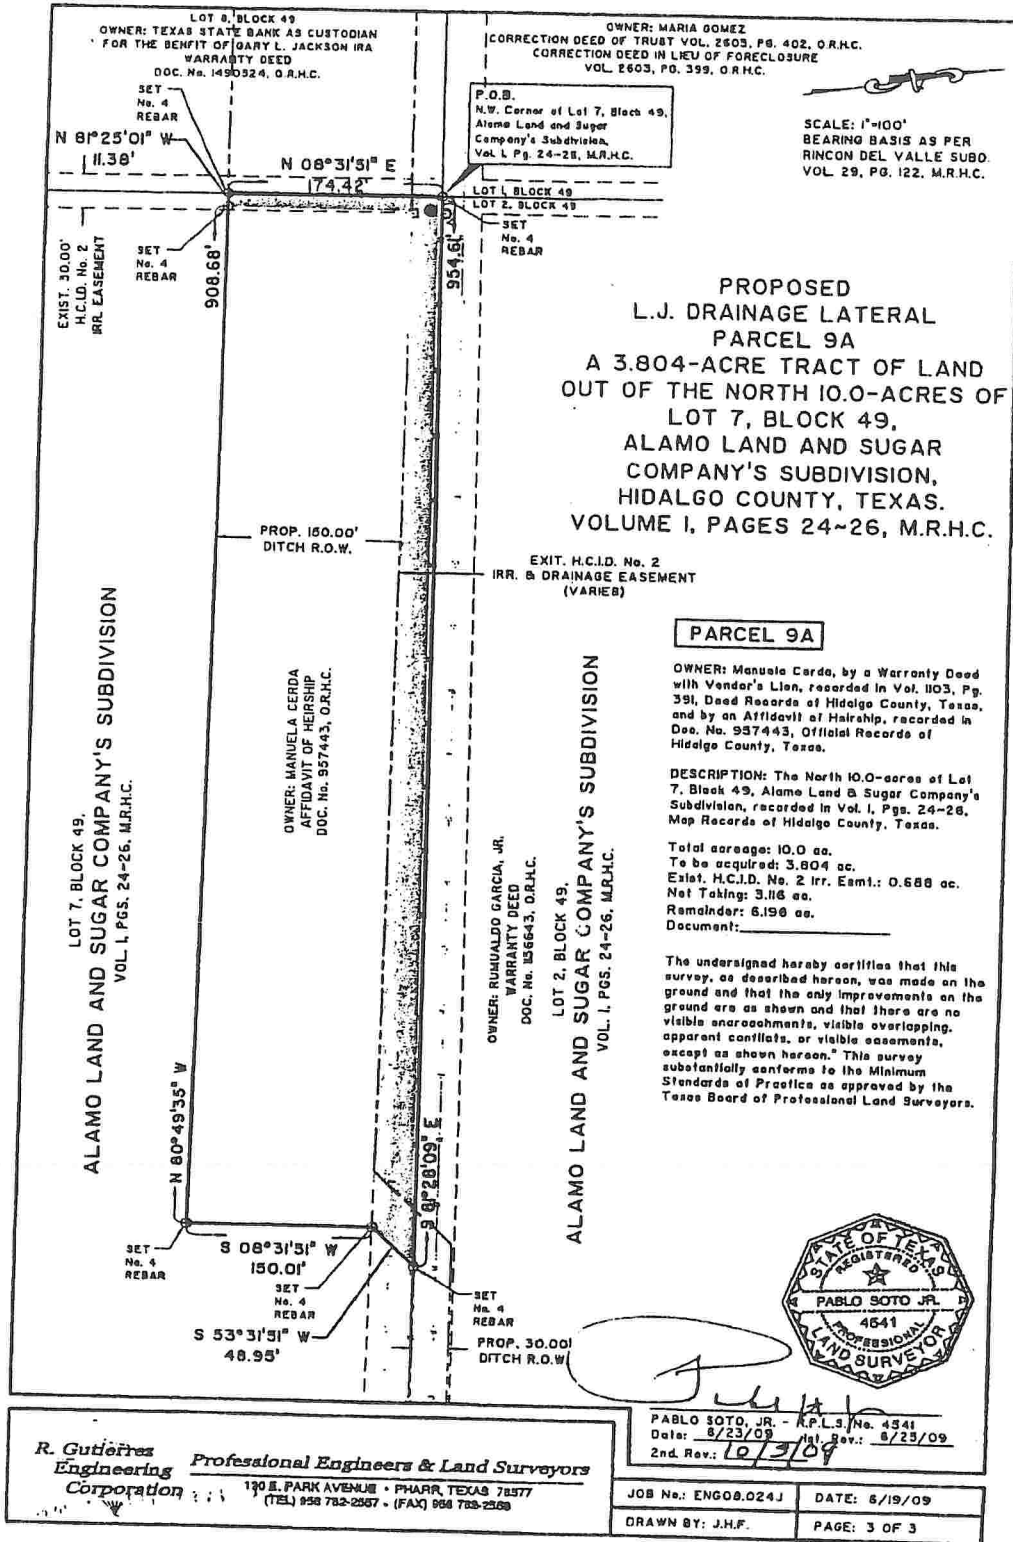 LOT 8, BLOCK 49
OWNER: TEXAS STATE BANK AS CUSTODIAN
FOR THE BENFIT OF GARY L. JACKSON IRA
WARRANTY DEED
DOC. No. 1490524, O.R.H.C.
OWNER: MARIA GOMEZ
CORRECTION DEED OF TRUST VOL. 2603, PG. 402, O.R.H.C.
CORRECTION DEED IN LIEU OF FORECLOSURE
VOL. 2603, PG. 399, O.R.H.C.
SET
No. 4
REBAR
N 81°25'01" W
11.38'
N 08°31'51" E
174.42'
P.O.B.
N.W. Corner of Lot 7, Block 49,
Alamo Land and Sugar
Company's Subdivision,
Vol. 1, Pg. 24-26, M.R.H.C.
SCALE: 1"=100'
BEARING BASIS AS PER
RINCON DEL VALLE SUBD.
VOL. 29, PG. 122, M.R.H.C.
LOT 1, BLOCK 49
LOT 2, BLOCK 49
SET
No. 4
REBAR
SET
No. 4
REBAR
EXIST. 30.00'
H.C.I.D. No. 2
IRR. EASEMENT
908.68'
954.61'
PROPOSED
L.J. DRAINAGE LATERAL
PARCEL 9A
A 3.804-ACRE TRACT OF LAND
OUT OF THE NORTH 10.0-ACRES OF
LOT 7, BLOCK 49,
ALAMO LAND AND SUGAR
COMPANY'S SUBDIVISION,
HIDALGO COUNTY, TEXAS.
VOLUME 1, PAGES 24~26, M.R.H.C.
PROP. 150.00'
DITCH R.O.W.
EXIT. H.C.I.D. No. 2
IRR. & DRAINAGE EASEMENT
(VARIES)
LOT 7, BLOCK 49,
ALAMO LAND AND SUGAR COMPANY'S SUBDIVISION
VOL. 1, PGS. 24-26, M.R.H.C.
OWNER: MANUELA CERDA
AFFIDAVIT OF HEIRSHIP
DOC. No. 957443, O.R.H.C.
OWNER: RUMUALDO GARCIA, JR.
WARRANTY DEED
DOC. No. 856643, O.R.H.C.
LOT 2, BLOCK 49,
ALAMO LAND AND SUGAR COMPANY'S SUBDIVISION
VOL. 1, PGS. 24-26, M.R.H.C.
PARCEL 9A
OWNER: Manuela Cerda, by a Warranty Deed
with Vendor's Lien, recorded in Vol. 1103, Pg.
391, Deed Records of Hidalgo County, Texas,
and by an Affidavit of Heirship, recorded in
Doc. No. 957443, Official Records of
Hidalgo County, Texas.
DESCRIPTION: The North 10.0-acres of Lot
7, Block 49, Alamo Land & Sugar Company's
Subdivision, recorded in Vol. 1, Pgs. 24-26,
Map Records of Hidalgo County, Texas.
Total acreage: 10.0 ac.
To be acquired: 3.804 ac.
Exist. H.C.I.D. No. 2 Irr. Esmt.: 0.688 ac.
Net Taking: 3.116 ac.
Remainder: 6.196 ac.
Document:
The undersigned hereby certifies that this
survey, as described hereon, was made on the
ground and that the only improvements on the
ground are as shown and that there are no
visible encroachments, visible overlapping,
apparent conflicts, or visible easements,
except as shown hereon." This survey
substantially conforms to the Minimum
Standards of Practice as approved by the
Texas Board of Professional Land Surveyors.
N 80°49'35" W
S 81°28'09" E
SET
No. 4
REBAR
S 08°31'51" W
150.01'
SET
No. 4
REBAR
S 53°31'51" W
48.95'
SET
No. 4
REBAR
PROP. 30.00'
DITCH R.O.W.
STATE OF TEXAS
REGISTERED
PABLO SOTO JR.
4541
PROFESSIONAL
LAND SURVEYOR
PABLO SOTO, JR. - R.P.L.S. No. 4541
Date: 6/23/09 1st. Rev.: 8/25/09
2nd. Rev.: 10/3/09
R. Gutierrez
Engineering
Corporation
Professional Engineers & Land Surveyors
130 E. PARK AVENUE • PHARR, TEXAS 78577
(TEL) 956 782-2557 • (FAX) 956 782-2558
JOB No.: ENG08.024J
DATE: 6/19/09
DRAWN BY: J.H.F.
PAGE: 3 OF 3